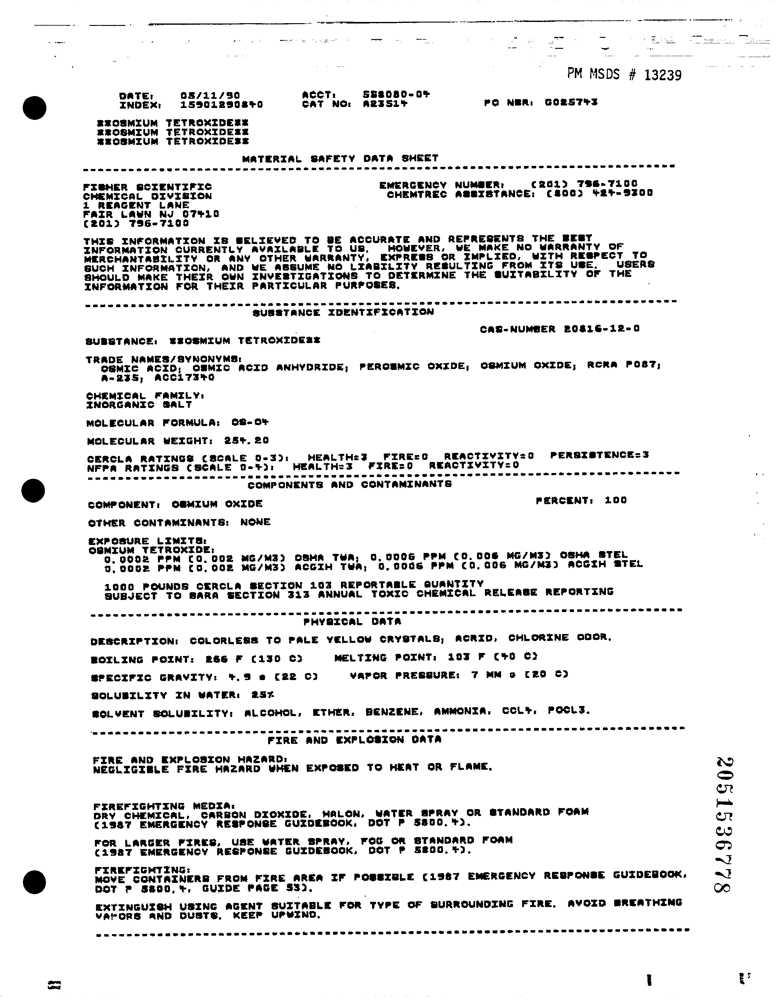 PM MSDS # 13239
DATE: 05/11/90 ACCT: 558080-04
INDEX: 15901290840 CAT NO: A23514 PO NBR: G025743
**OSMIUM TETROXIDE**
**OSMIUM TETROXIDE**
**OSMIUM TETROXIDE**
MATERIAL SAFETY DATA SHEET
FISHER SCIENTIFIC EMERGENCY NUMBER: (201) 796-7100
CHEMICAL DIVISION CHEMTREC ASSISTANCE: (800) 424-9300
1 REAGENT LANE
FAIR LAWN NJ 07410
(201) 796-7100
THIS INFORMATION IS BELIEVED TO BE ACCURATE AND REPRESENTS THE BEST
INFORMATION CURRENTLY AVAILABLE TO US. HOWEVER, WE MAKE NO WARRANTY OF
MERCHANTABILITY OR ANY OTHER WARRANTY, EXPRESS OR IMPLIED, WITH RESPECT TO
SUCH INFORMATION, AND WE ASSUME NO LIABILITY RESULTING FROM ITS USE. USERS
SHOULD MAKE THEIR OWN INVESTIGATIONS TO DETERMINE THE SUITABILITY OF THE
INFORMATION FOR THEIR PARTICULAR PURPOSES.
SUBSTANCE IDENTIFICATION
CAS-NUMBER 20816-12-0
SUBSTANCE: **OSMIUM TETROXIDE**
TRADE NAMES/SYNONYMS:
OSMIC ACID; OSMIC ACID ANHYDRIDE; PEROSMIC OXIDE; OSMIUM OXIDE; RCRA P087;
A-235; ACC17340
CHEMICAL FAMILY:
INORGANIC SALT
MOLECULAR FORMULA: OS-O4
MOLECULAR WEIGHT: 254.20
CERCLA RATINGS (SCALE 0-3): HEALTH=3 FIRE=0 REACTIVITY=0 PERSISTENCE=3
NFPA RATINGS (SCALE 0-4): HEALTH=3 FIRE=0 REACTIVITY=0
COMPONENTS AND CONTAMINANTS
COMPONENT: OSMIUM OXIDE PERCENT: 100
OTHER CONTAMINANTS: NONE
EXPOSURE LIMITS:
OSMIUM TETROXIDE:
0.0002 PPM (0.002 MG/M3) OSHA TWA; 0.0006 PPM (0.006 MG/M3) OSHA STEL
0.0002 PPM (0.002 MG/M3) ACGIH TWA; 0.0006 PPM (0.006 MG/M3) ACGIH STEL
1000 POUNDS CERCLA SECTION 103 REPORTABLE QUANTITY
SUBJECT TO SARA SECTION 313 ANNUAL TOXIC CHEMICAL RELEASE REPORTING
PHYSICAL DATA
DESCRIPTION: COLORLESS TO PALE YELLOW CRYSTALS; ACRID, CHLORINE ODOR.
BOILING POINT: 266 F (130 C) MELTING POINT: 103 F (40 C)
SPECIFIC GRAVITY: 4.9 @ (22 C) VAPOR PRESSURE: 7 MM @ (20 C)
SOLUBILITY IN WATER: 25%
SOLVENT SOLUBILITY: ALCOHOL, ETHER, BENZENE, AMMONIA, CCL4, POCL3.
FIRE AND EXPLOSION DATA
FIRE AND EXPLOSION HAZARD:
NEGLIGIBLE FIRE HAZARD WHEN EXPOSED TO HEAT OR FLAME.
FIREFIGHTING MEDIA:
DRY CHEMICAL, CARBON DIOXIDE, HALON, WATER SPRAY OR STANDARD FOAM
(1987 EMERGENCY RESPONSE GUIDEBOOK, DOT P 5800.4).
FOR LARGER FIRES, USE WATER SPRAY, FOG OR STANDARD FOAM
(1987 EMERGENCY RESPONSE GUIDEBOOK, DOT P 5800.4).
FIREFIGHTING:
MOVE CONTAINERS FROM FIRE AREA IF POSSIBLE (1987 EMERGENCY RESPONSE GUIDEBOOK,
DOT P 5800.4, GUIDE PAGE 53).
EXTINGUISH USING AGENT SUITABLE FOR TYPE OF SURROUNDING FIRE. AVOID BREATHING
VAPORS AND DUSTS, KEEP UPWIND.
2051536778